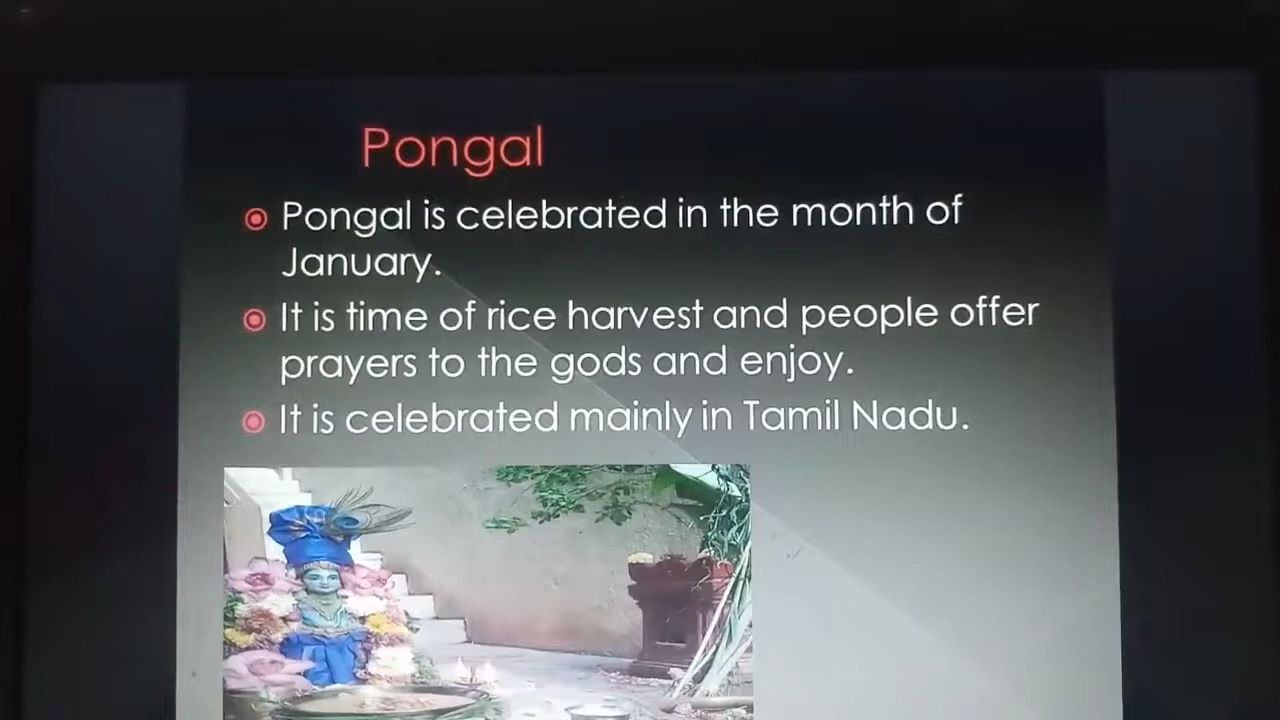 Pongal
Pongal is celebrated in the month of
January.
It is time of rice harvest and people offer
prayers to the gods and enjoy.
It is celebrated mainly in Tamil Nadu.